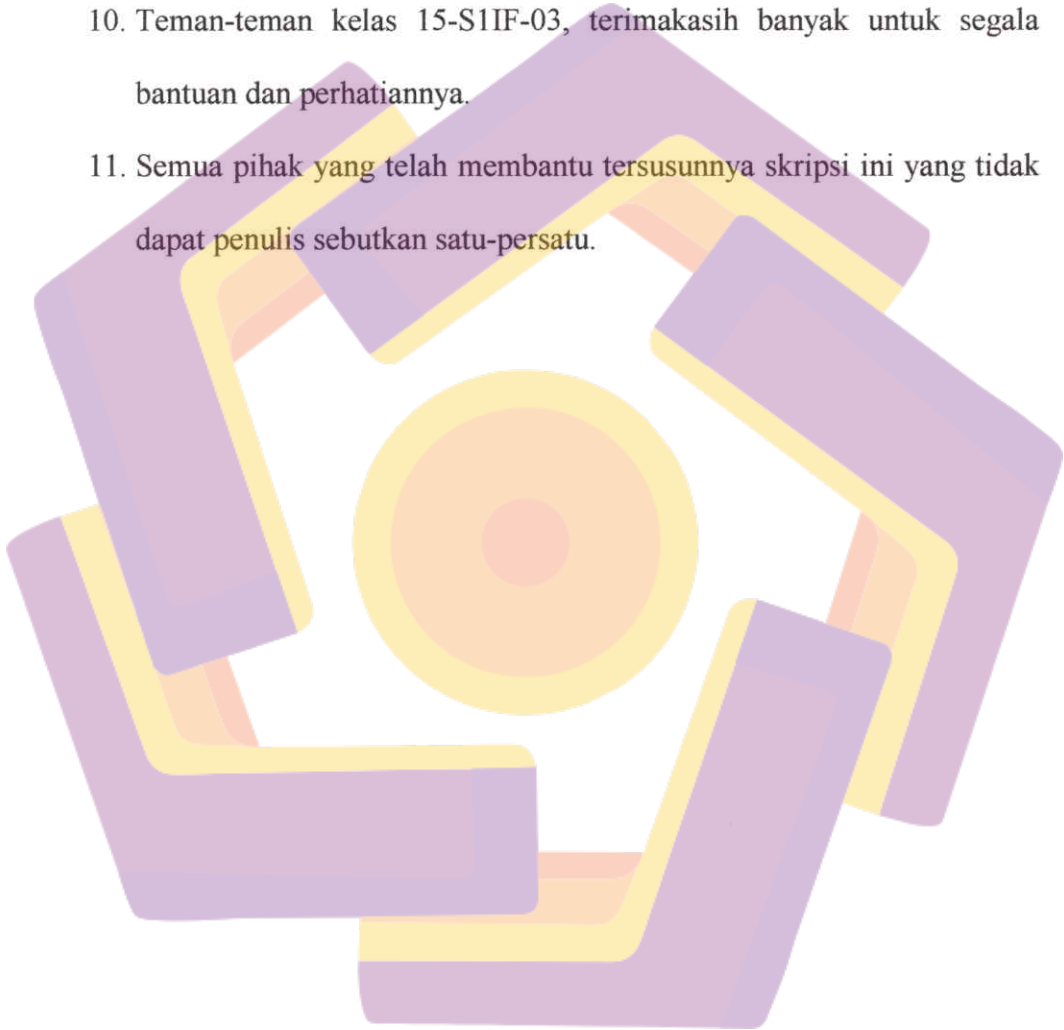 10. Teman-teman kelas 15-S1IF-03, terimakasih banyak untuk segala
bantuan dan perhatiannya.
11. Semua pihak yang telah membantu tersusunnya skripsi ini yang tidak
dapat penulis sebutkan satu-persatu.